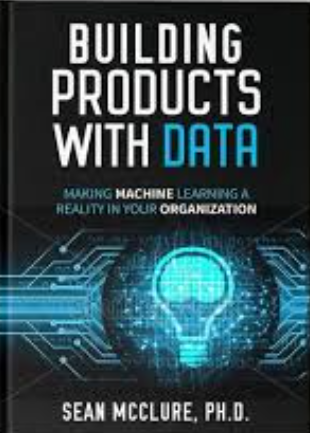 BUILDING
PRODUCTS
WITH DATA
MAKING MACHINE LEARNING A
REALITY IN YOUR ORGANIZATION
SEAN MCCLURE, PH.D.